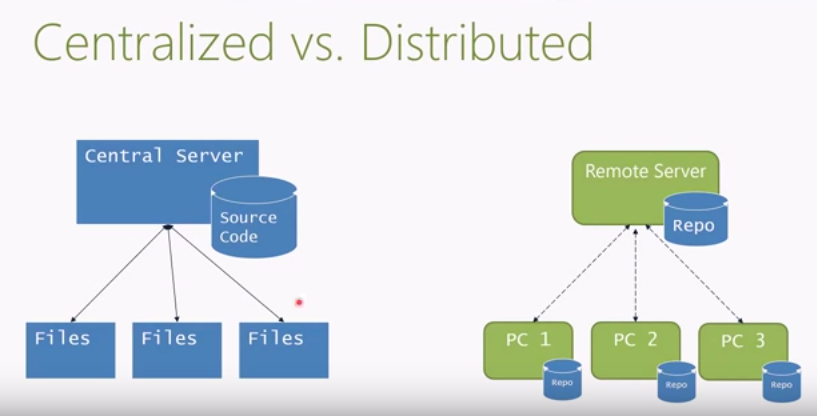 Centralized vs. Distributed
Central Server
Source
Code
Files
Files
Files
Remote Server
Repo
PC 1
Repo
PC 2
Repo
PC 3
Repo